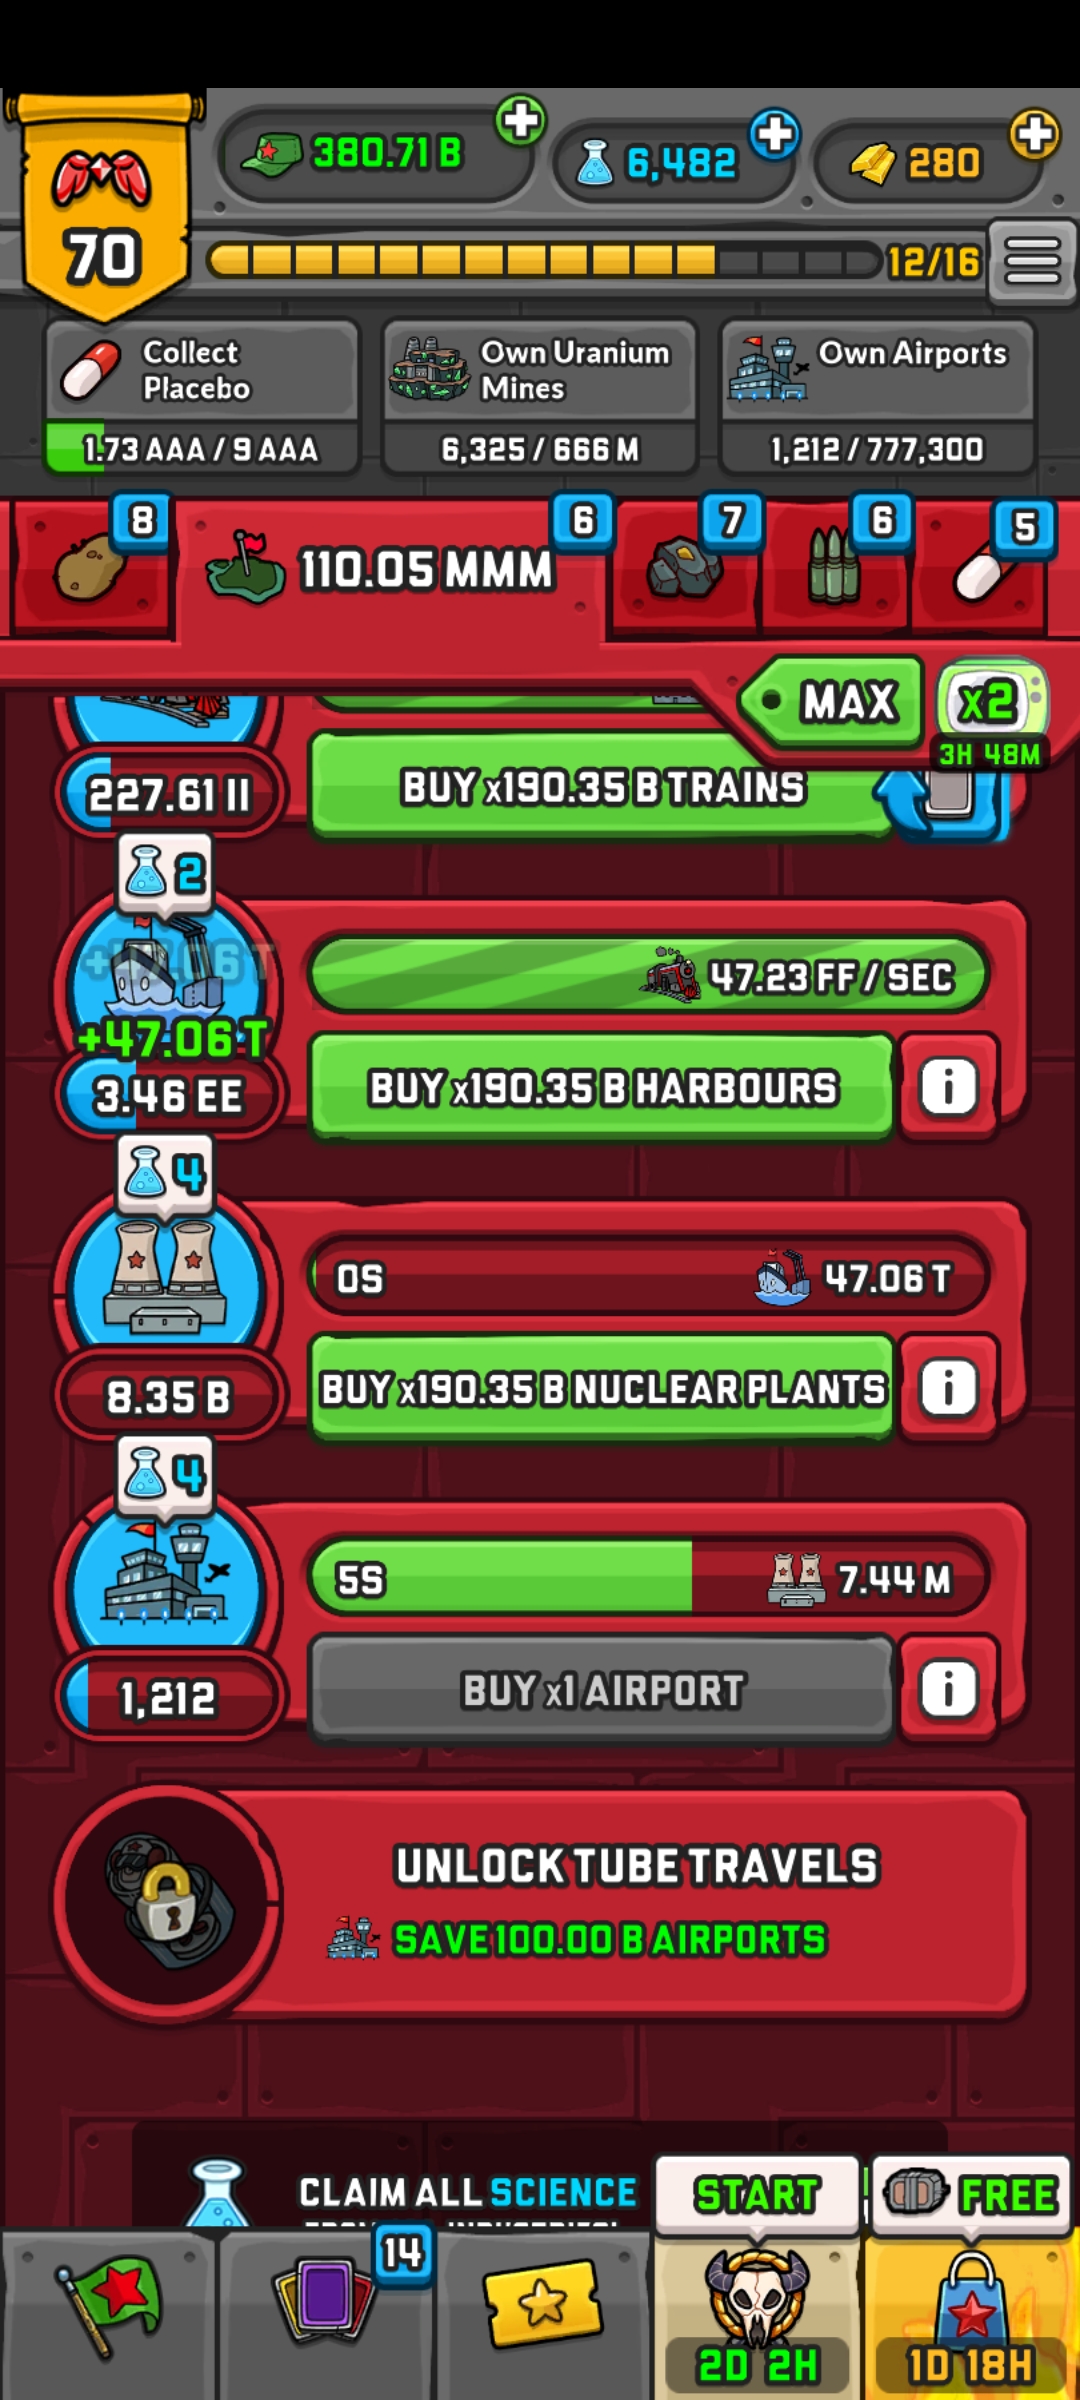 380.71 B
6,482
280
70
12/16
Collect
Placebo
1.73 AAA / 9 AAA
Own Uranium
Mines
6,325 / 666 M
Own Airports
1,212 / 777,300
8
110.05 MMM
6
7
6
5
MAX
x2
3H 48M
227.61 II
BUY x190.35 B TRAINS
2
47.23 FF / SEC
+47.06 T
3.46 EE
BUY x190.35 B HARBOURS
i
4
0S
47.06 T
8.35 B
BUY x190.35 B NUCLEAR PLANTS
i
4
5S
7.44 M
1,212
BUY x1 AIRPORT
i
UNLOCK TUBE TRAVELS
SAVE 100.00 B AIRPORTS
CLAIM ALL SCIENCE
START
FREE
14
2D 2H
1D 18H